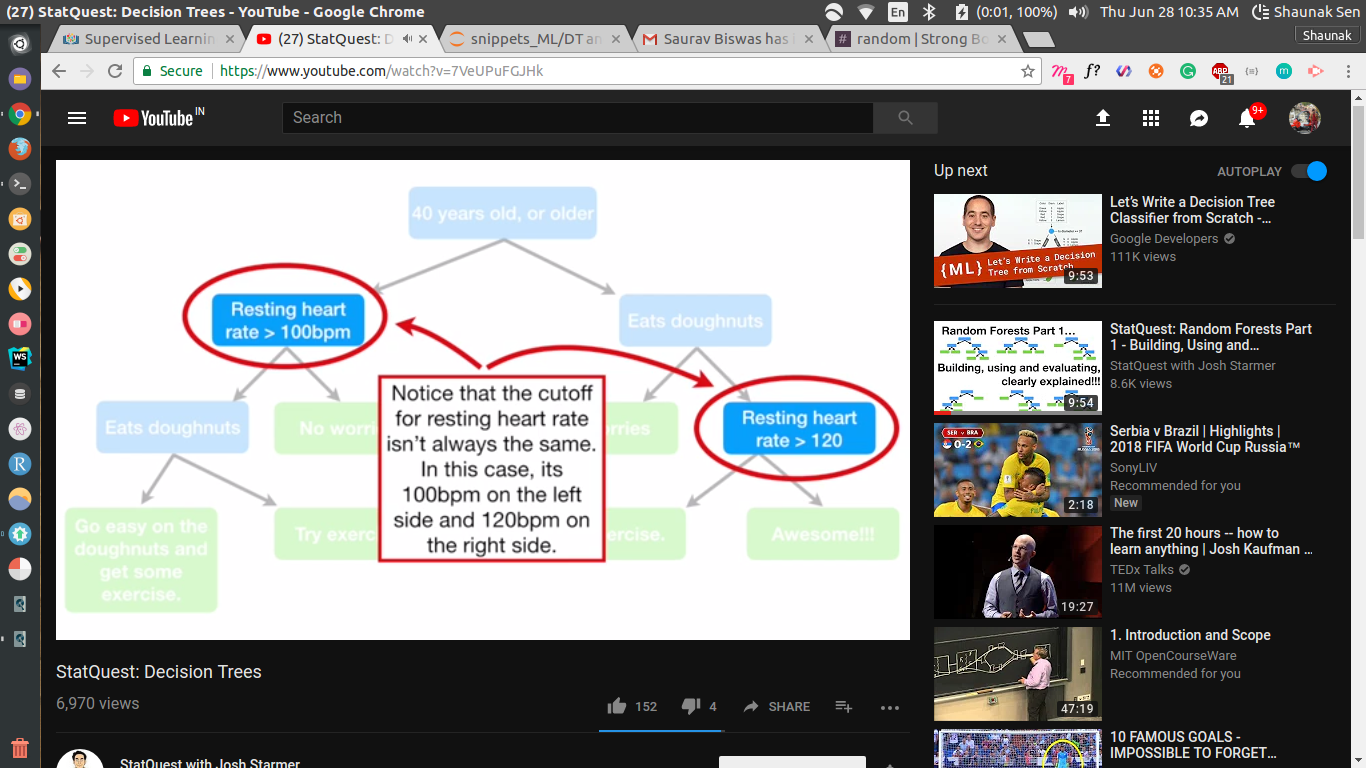 (27) StatQuest: Decision Trees - YouTube - Google Chrome
En
(0:01, 100%)
Thu Jun 28 10:35 AM
Shaunak Sen
Supervised Learnin
(27) StatQuest: D
snippets_ML/DT an
Saurav Biswas has i
random | Strong Bo
Shaunak
Secure
https://www.youtube.com/watch?v=7VeUPuFGJHk
7
f?
ABP
21
m
YouTube IN
Search
9+
40 years old, or older
Resting heart
rate > 100bpm
Eats doughnuts
Eats doughnuts
No worri
rries
Resting heart
rate > 120
Notice that the cutoff
for resting heart rate
isn't always the same.
In this case, its
100bpm on the left
side and 120bpm on
the right side.
Go easy on the
doughnuts and
get some
exercise.
Try exerc
ercise.
Awesome!!!
StatQuest: Decision Trees
6,970 views
152
4
SHARE
StatQuest with Josh Starmer
Up next
AUTOPLAY
{ML} Let's Write a Decision
Tree from Scratch
9:53
Let's Write a Decision Tree
Classifier from Scratch -...
Google Developers
111K views
Random Forests Part 1...
Building, using and evaluating,
clearly explained!!!
9:54
StatQuest: Random Forests Part
1 - Building, Using and...
StatQuest with Josh Starmer
8.6K views
SER v BRA
0-2
2:18
Serbia v Brazil | Highlights |
2018 FIFA World Cup Russia™
SonyLIV
Recommended for you
New
19:27
The first 20 hours -- how to
learn anything | Josh Kaufman ...
TEDx Talks
11M views
47:19
1. Introduction and Scope
MIT OpenCourseWare
Recommended for you
10 FAMOUS GOALS -
IMPOSSIBLE TO FORGET...
WS
R